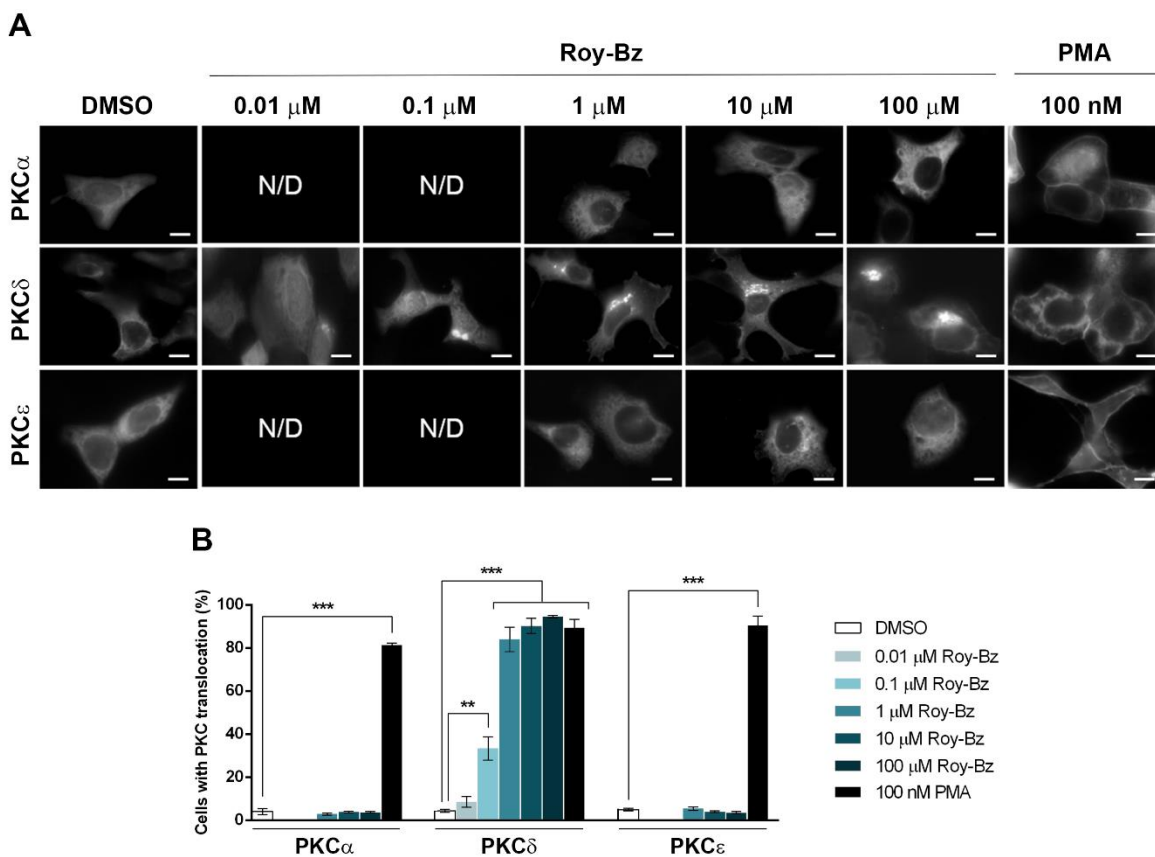 A
Roy-Bz PMA
DMSO 0.01 μM 0.1 μM 1 μM 10 μM 100 μM 100 nM
PKCα N/D N/D
PKCδ
PKCε N/D N/D
B
Cells with PKC translocation (%)
100
80
60
40
20
0
***
***
**
***
PKCα PKCδ PKCε
DMSO
0.01 μM Roy-Bz
0.1 μM Roy-Bz
1 μM Roy-Bz
10 μM Roy-Bz
100 μM Roy-Bz
100 nM PMA